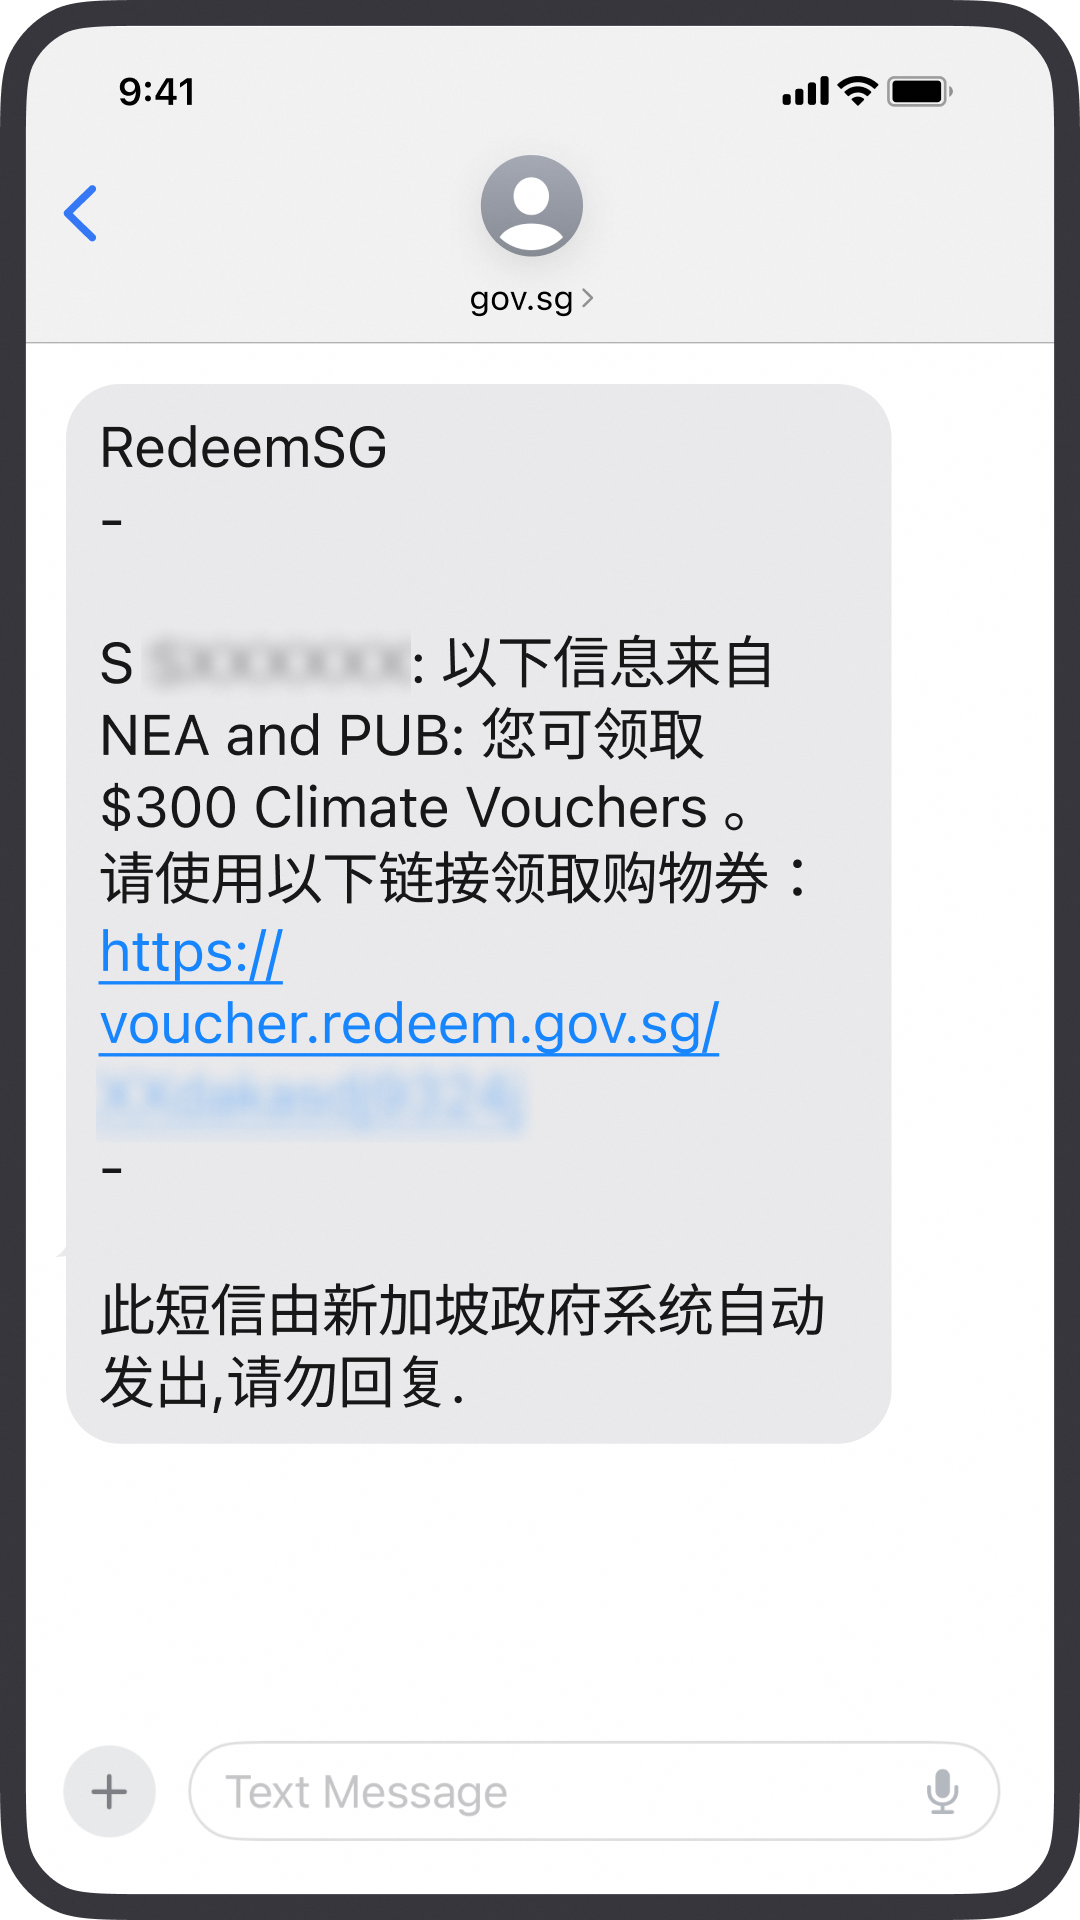 9:41
gov.sg
RedeemSG
-
S : 以下信息来自
NEA and PUB: 您可领取
$300 Climate Vouchers 。
请使用以下链接领取购物券：
https://
voucher.redeem.gov.sg/
-
此短信由新加坡政府系统自动
发出,请勿回复.
Text Message